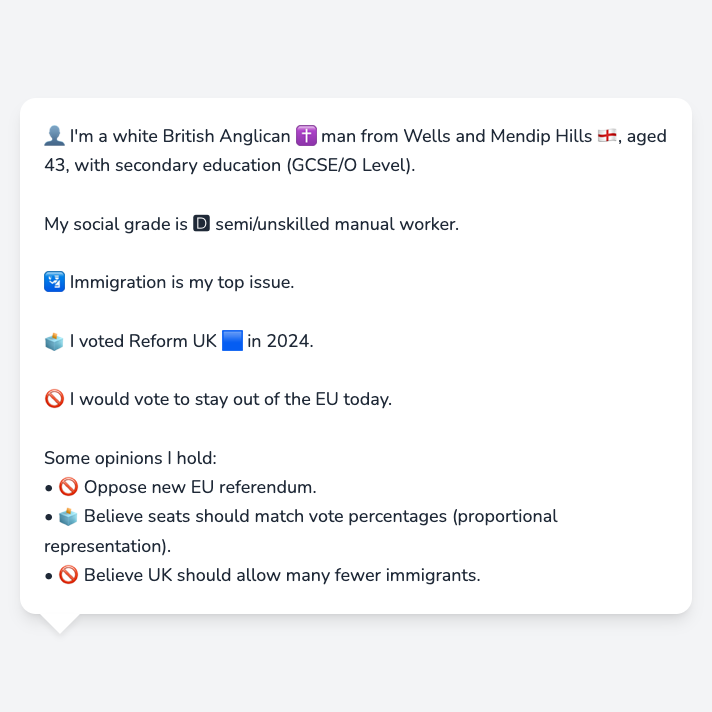 👤 I'm a white British Anglican ✝️ man from Wells and Mendip Hills 🏴󠁧󠁢󠁥󠁮󠁧󠁿, aged
43, with secondary education (GCSE/O Level).
My social grade is 🅳 semi/unskilled manual worker.
🛂 Immigration is my top issue.
🗳️ I voted Reform UK 🟦 in 2024.
🚫 I would vote to stay out of the EU today.
Some opinions I hold:
• 🚫 Oppose new EU referendum.
• 🗳️ Believe seats should match vote percentages (proportional
representation).
• 🚫 Believe UK should allow many fewer immigrants.